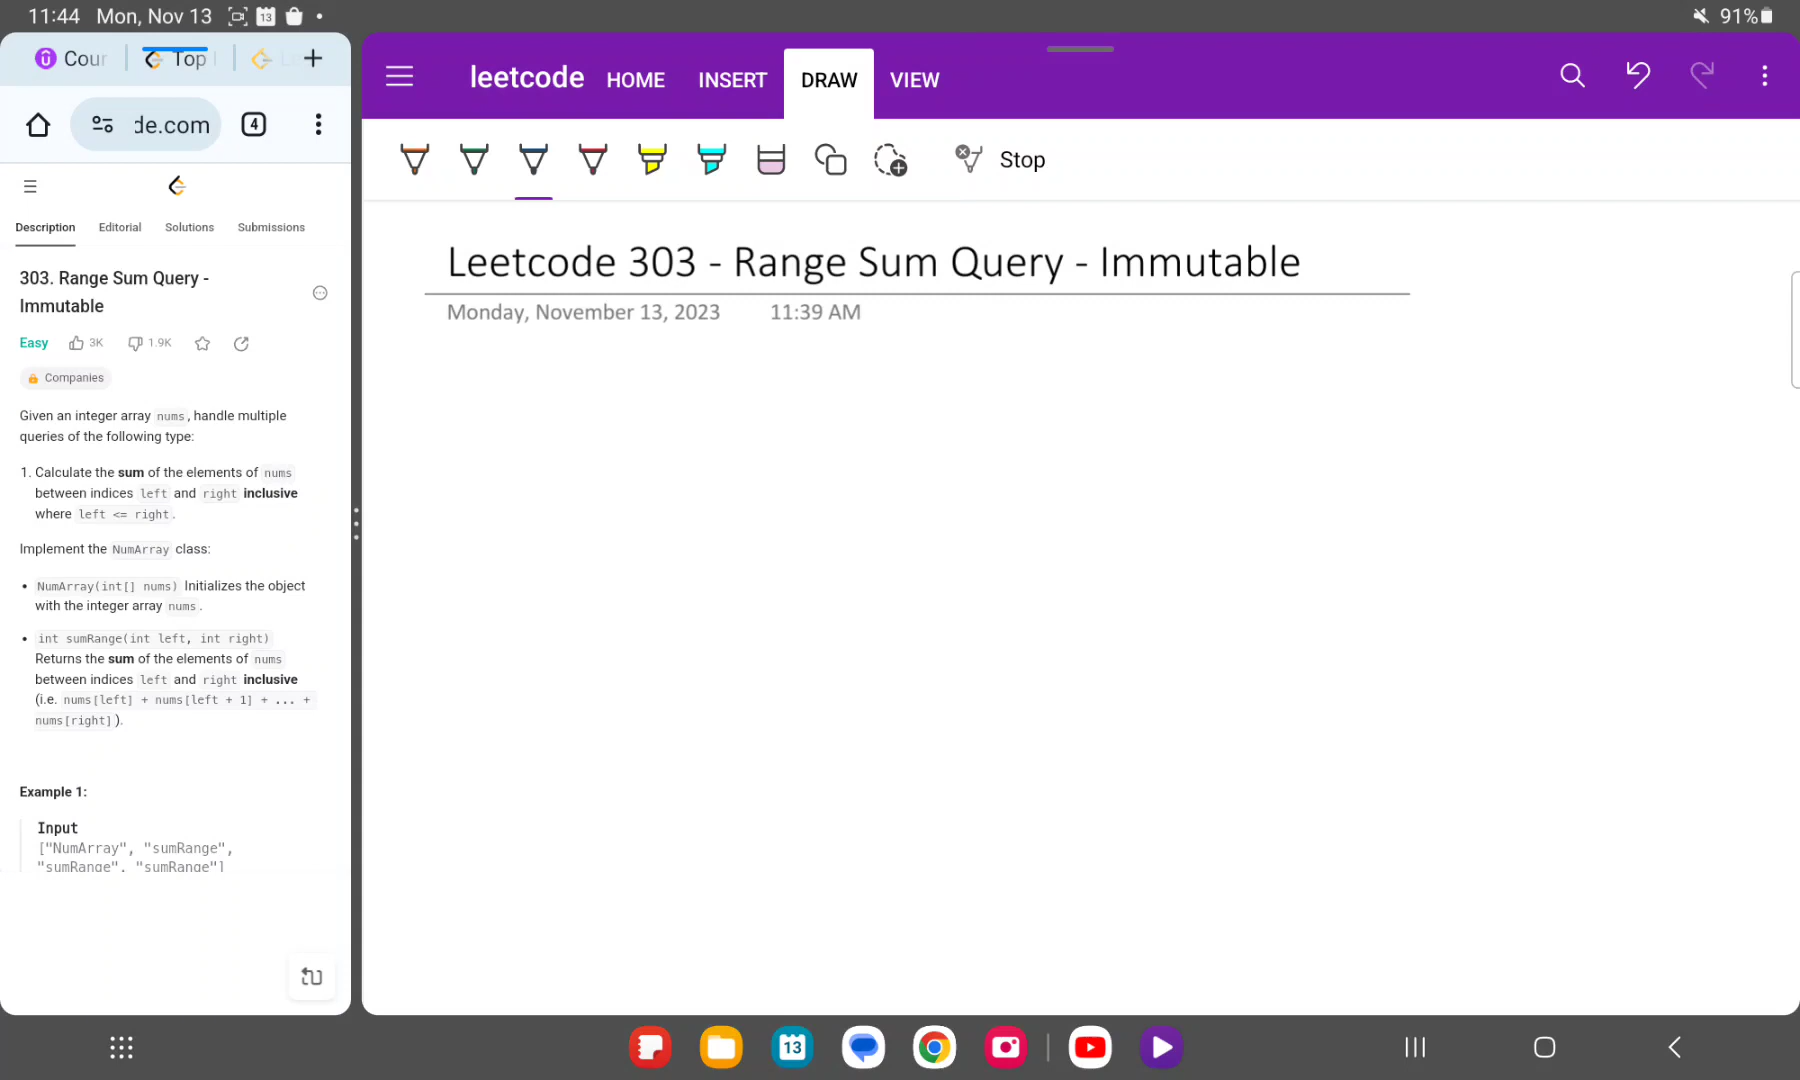 11:44 Mon, Nov 13 13
91%
Cour
Top
de.com 4
Description Editorial Solutions Submissions
303. Range Sum Query -
Immutable
Easy 3K 1.9K
Companies
Given an integer array nums, handle multiple
queries of the following type:
1. Calculate the sum of the elements of nums
between indices left and right inclusive
where left <= right.
Implement the NumArray class:
• NumArray(int[] nums) Initializes the object
with the integer array nums.
• int sumRange(int left, int right)
Returns the sum of the elements of nums
between indices left and right inclusive
(i.e. nums[left] + nums[left + 1] + ... +
nums[right]).
Example 1:
Input
["NumArray", "sumRange",
"sumRange", "sumRange"]
leetcode HOME INSERT DRAW VIEW
Stop
Leetcode 303 - Range Sum Query - Immutable
Monday, November 13, 2023 11:39 AM
13